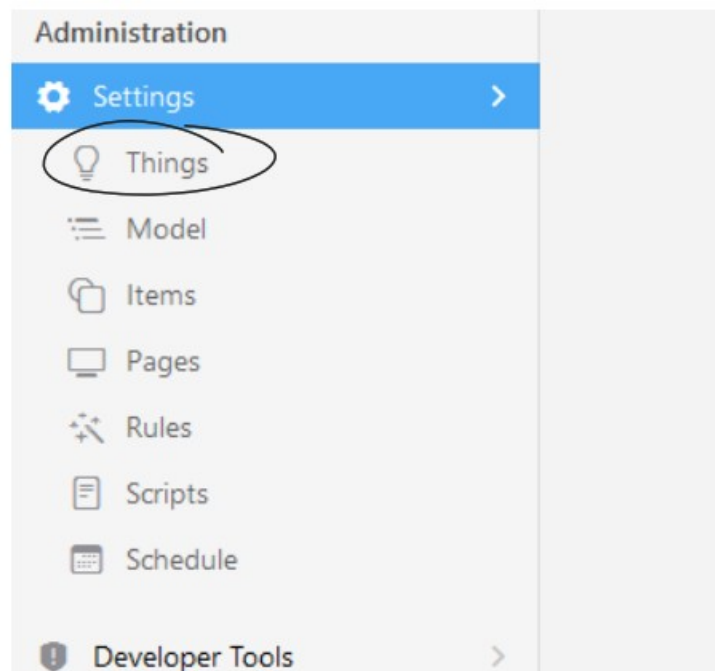 Administration
Settings
Things
Model
Items
Pages
Rules
Scripts
Schedule
Developer Tools